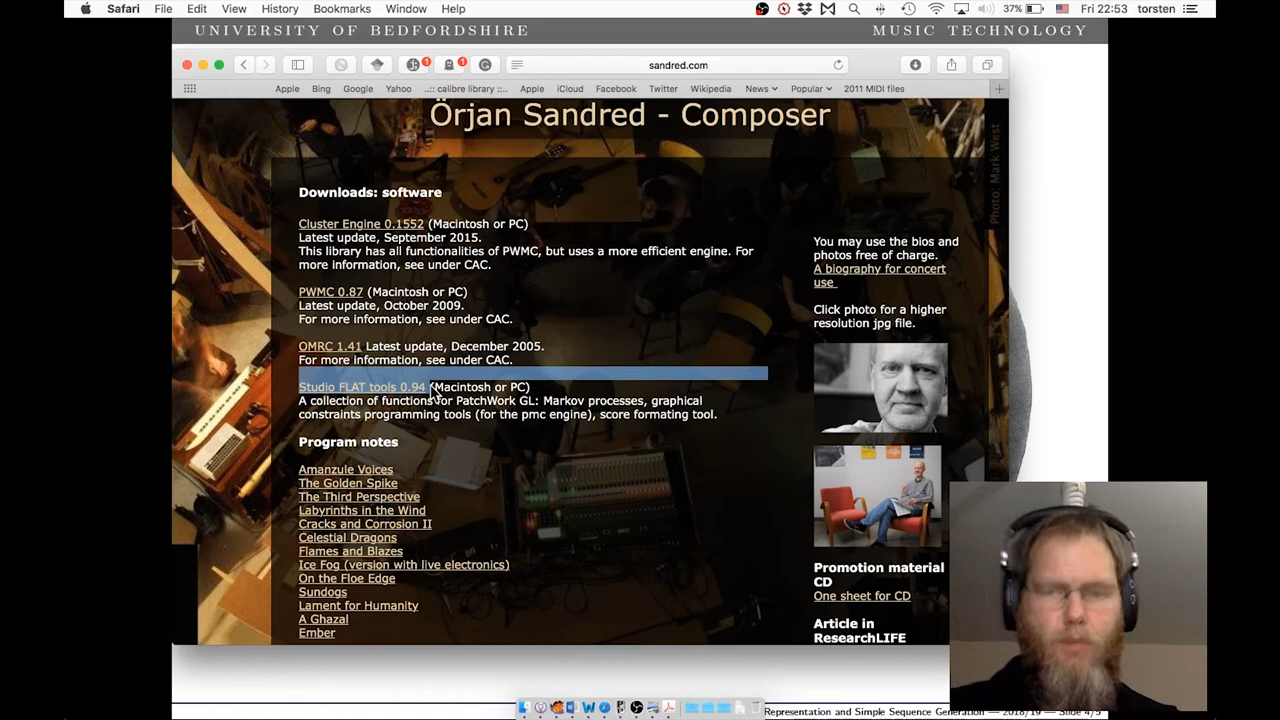 Safari File Edit View History Bookmarks Window Help
37% Fri 22:53 torsten
UNIVERSITY OF BEDFORDSHIRE
MUSIC TECHNOLOGY
sandred.com
Apple Bing Google Yahoo ..:: calibre library ::.. Apple iCloud Facebook Twitter Wikipedia News Popular 2011 MIDI files
Örjan Sandred - Composer
Photo: Mark West
Downloads: software
Cluster Engine 0.1552 (Macintosh or PC)
Latest update, September 2015.
This library has all functionalities of PWMC, but uses a more efficient engine. For
more information, see under CAC.
PWMC 0.87 (Macintosh or PC)
Latest update, October 2009.
For more information, see under CAC.
OMRC 1.41 Latest update, December 2005.
For more information, see under CAC.
Studio FLAT tools 0.94 (Macintosh or PC)
A collection of functions for PatchWork GL: Markov processes, graphical
constraints programming tools (for the pmc engine), score formating tool.
Program notes
Amanzule Voices
The Golden Spike
The Third Perspective
Labyrinths in the Wind
Cracks and Corrosion II
Celestial Dragons
Flames and Blazes
Ice Fog (version with live electronics)
On the Floe Edge
Sundogs
Lament for Humanity
A Ghazal
Ember
You may use the bios and
photos free of charge.
A biography for concert
use
Click photo for a higher
resolution jpg file.
Promotion material
CD
One sheet for CD
Article in
ResearchLIFE
Representation and Simple Sequence Generation — 2018/19 — Slide 4/5